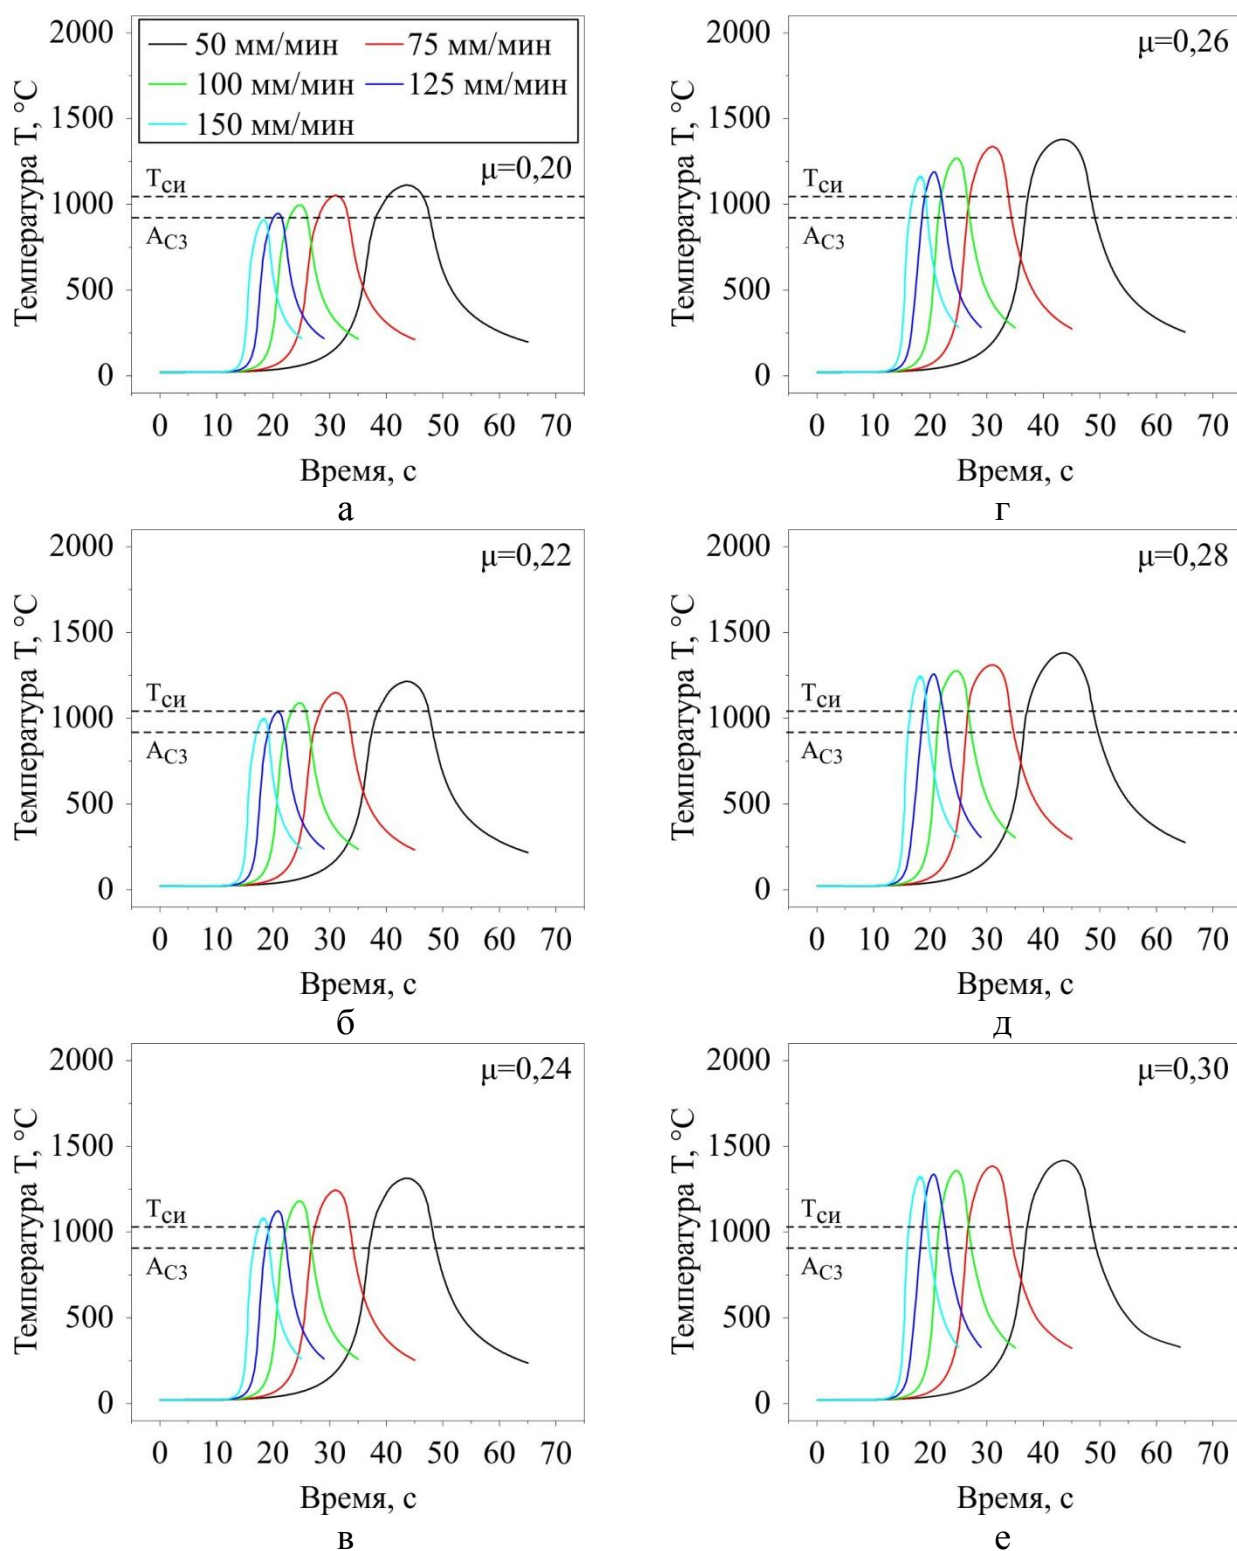 2000
1500
1000
500
0
Температура T, °C
50 мм/мин
75 мм/мин
100 мм/мин
125 мм/мин
150 мм/мин
μ=0,20
Tси
AC3
0 10 20 30 40 50 60 70
Время, с
а
2000
1500
1000
500
0
Температура T, °C
μ=0,26
Tси
AC3
0 10 20 30 40 50 60 70
Время, с
г
2000
1500
1000
500
0
Температура T, °C
μ=0,22
Tси
AC3
0 10 20 30 40 50 60 70
Время, с
б
2000
1500
1000
500
0
Температура T, °C
μ=0,28
Tси
AC3
0 10 20 30 40 50 60 70
Время, с
д
2000
1500
1000
500
0
Температура T, °C
μ=0,24
Tси
AC3
0 10 20 30 40 50 60 70
Время, с
в
2000
1500
1000
500
0
Температура T, °C
μ=0,30
Tси
AC3
0 10 20 30 40 50 60 70
Время, с
е